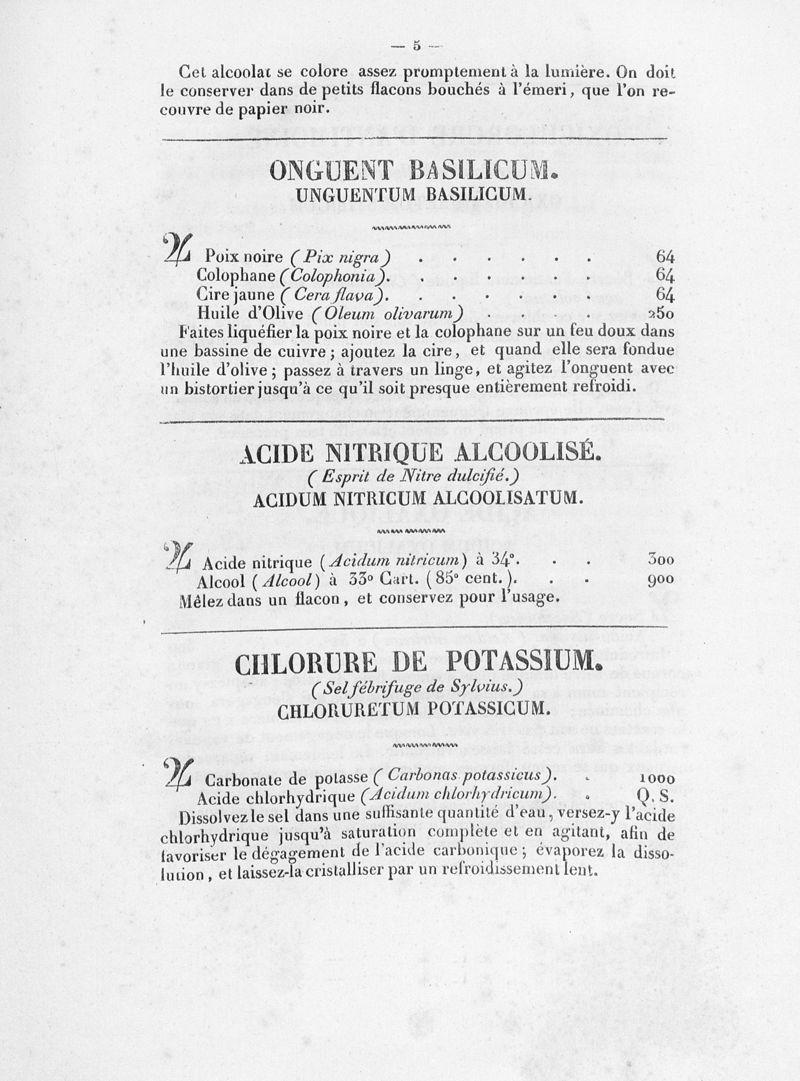 — 5 —
Cet alcoolat se colore assez promptement à la lumière. On doit
le conserver dans de petits flacons bouchés à l'émeri, que l'on re-
couvre de papier noir.
ONGUENT BASILICUM.
UNGUENTUM BASILICUM.
♃ Poix noire (Pix nigra) . . . . . . 64
Colophane (Colophonia). . . . . . . 64
Cire jaune (Cera flava). . . . . . . 64
Huile d'Olive (Oleum olivarum) . . . . 250
Faites liquéfier la poix noire et la colophane sur un feu doux dans
une bassine de cuivre; ajoutez la cire, et quand elle sera fondue
l'huile d'olive; passez à travers un linge, et agitez l'onguent avec
un bistortier jusqu'à ce qu'il soit presque entièrement refroidi.
ACIDE NITRIQUE ALCOOLISÉ.
(Esprit de Nitre dulcifié.)
ACIDUM NITRICUM ALCOOLISATUM.
♃ Acide nitrique (Acidum nitricum) à 34°. . . 300
Alcool (Alcool) à 33° Cart. (85° cent.). . . 900
Mêlez dans un flacon, et conservez pour l'usage.
CHLORURE DE POTASSIUM.
(Sel fébrifuge de Sylvius.)
CHLORURETUM POTASSICUM.
♃ Carbonate de potasse (Carbonas potassicus). . 1000
Acide chlorhydrique (Acidum chlorhydricum). . Q. S.
Dissolvez le sel dans une suffisante quantité d'eau, versez-y l'acide
chlorhydrique jusqu'à saturation complète et en agitant, afin de
favoriser le dégagement de l'acide carbonique; évaporez la disso-
lution, et laissez-la cristalliser par un refroidissement lent.